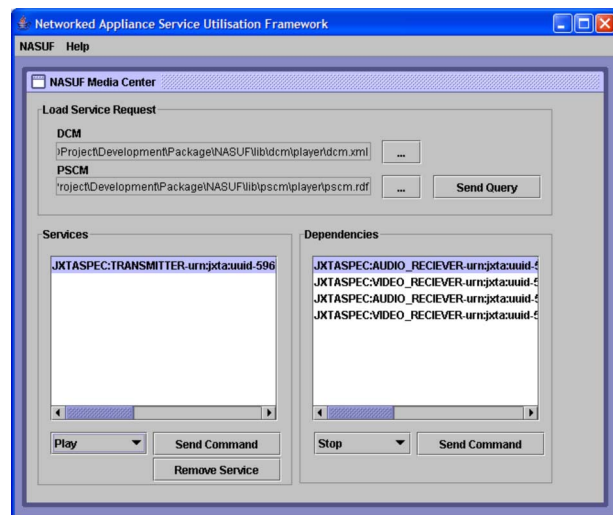 Networked Appliance Service Utilisation Framework
NASUF Help
NASUF Media Center
Load Service Request
DCM
)Project\Development\Package\NASUF\lib\dcm\player\dcm.xml
...
PSCM
'roject\Development\Package\NASUF\lib\pscm\player\pscm.rdf
...
Send Query
Services
JXTASPEC:TRANSMITTER-urn:jxta:uuid-596
Play
Send Command
Remove Service
Dependencies
JXTASPEC:AUDIO_RECIEVER-urn:jxta:uuid-5
JXTASPEC:VIDEO_RECIEVER-urn:jxta:uuid-5
JXTASPEC:AUDIO_RECIEVER-urn:jxta:uuid-5
JXTASPEC:VIDEO_RECIEVER-urn:jxta:uuid-5
Stop
Send Command